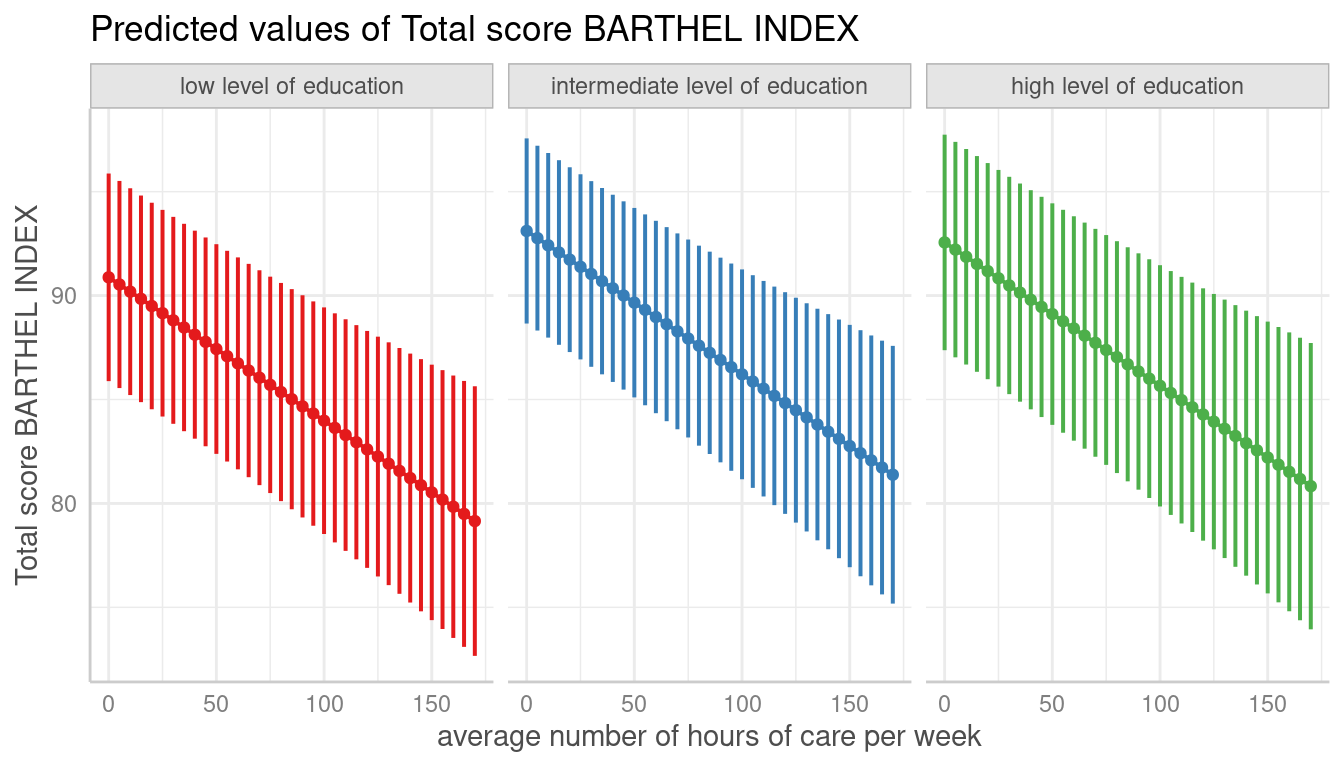 Predicted values of Total score BARTHEL INDEX
low level of education
intermediate level of education
high level of education
Total score BARTHEL INDEX
90
80
0 50 100 150
0 50 100 150
0 50 100 150
average number of hours of care per week